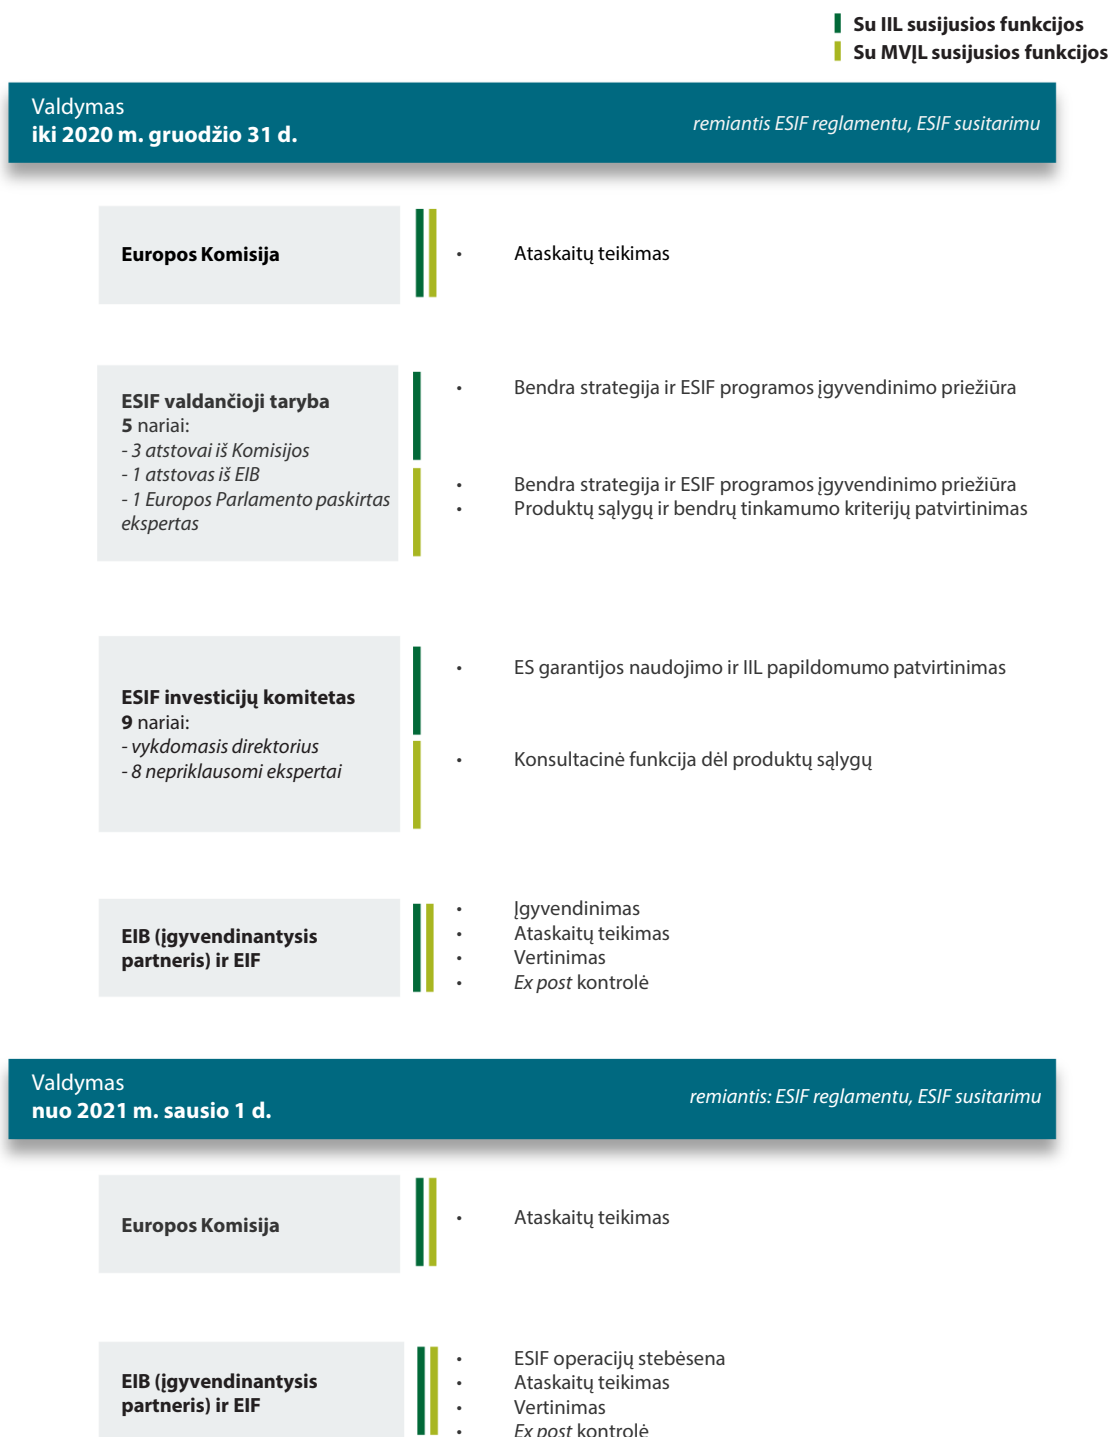 Su IIL susijusios funkcijos
Su MVĮL susijusios funkcijos
Valdymas
iki 2020 m. gruodžio 31 d.
remiantis ESIF reglamentu, ESIF susitarimu
Europos Komisija
• Ataskaitų teikimas
ESIF valdančioji taryba
5 nariai:
- 3 atstovai iš Komisijos
- 1 atstovas iš EIB
- 1 Europos Parlamento paskirtas
ekspertas
• Bendra strategija ir ESIF programos įgyvendinimo priežiūra
• Bendra strategija ir ESIF programos įgyvendinimo priežiūra
• Produktų sąlygų ir bendrų tinkamumo kriterijų patvirtinimas
ESIF investicijų komitetas
9 nariai:
- vykdomasis direktorius
- 8 nepriklausomi ekspertai
• ES garantijos naudojimo ir IIL papildomumo patvirtinimas
• Konsultacinė funkcija dėl produktų sąlygų
EIB (įgyvendinantysis
partneris) ir EIF
• Įgyvendinimas
• Ataskaitų teikimas
• Vertinimas
• Ex post kontrolė
Valdymas
nuo 2021 m. sausio 1 d.
remiantis: ESIF reglamentu, ESIF susitarimu
Europos Komisija
• Ataskaitų teikimas
EIB (įgyvendinantysis
partneris) ir EIF
• ESIF operacijų stebėsena
• Ataskaitų teikimas
• Vertinimas
• Ex post kontrolė